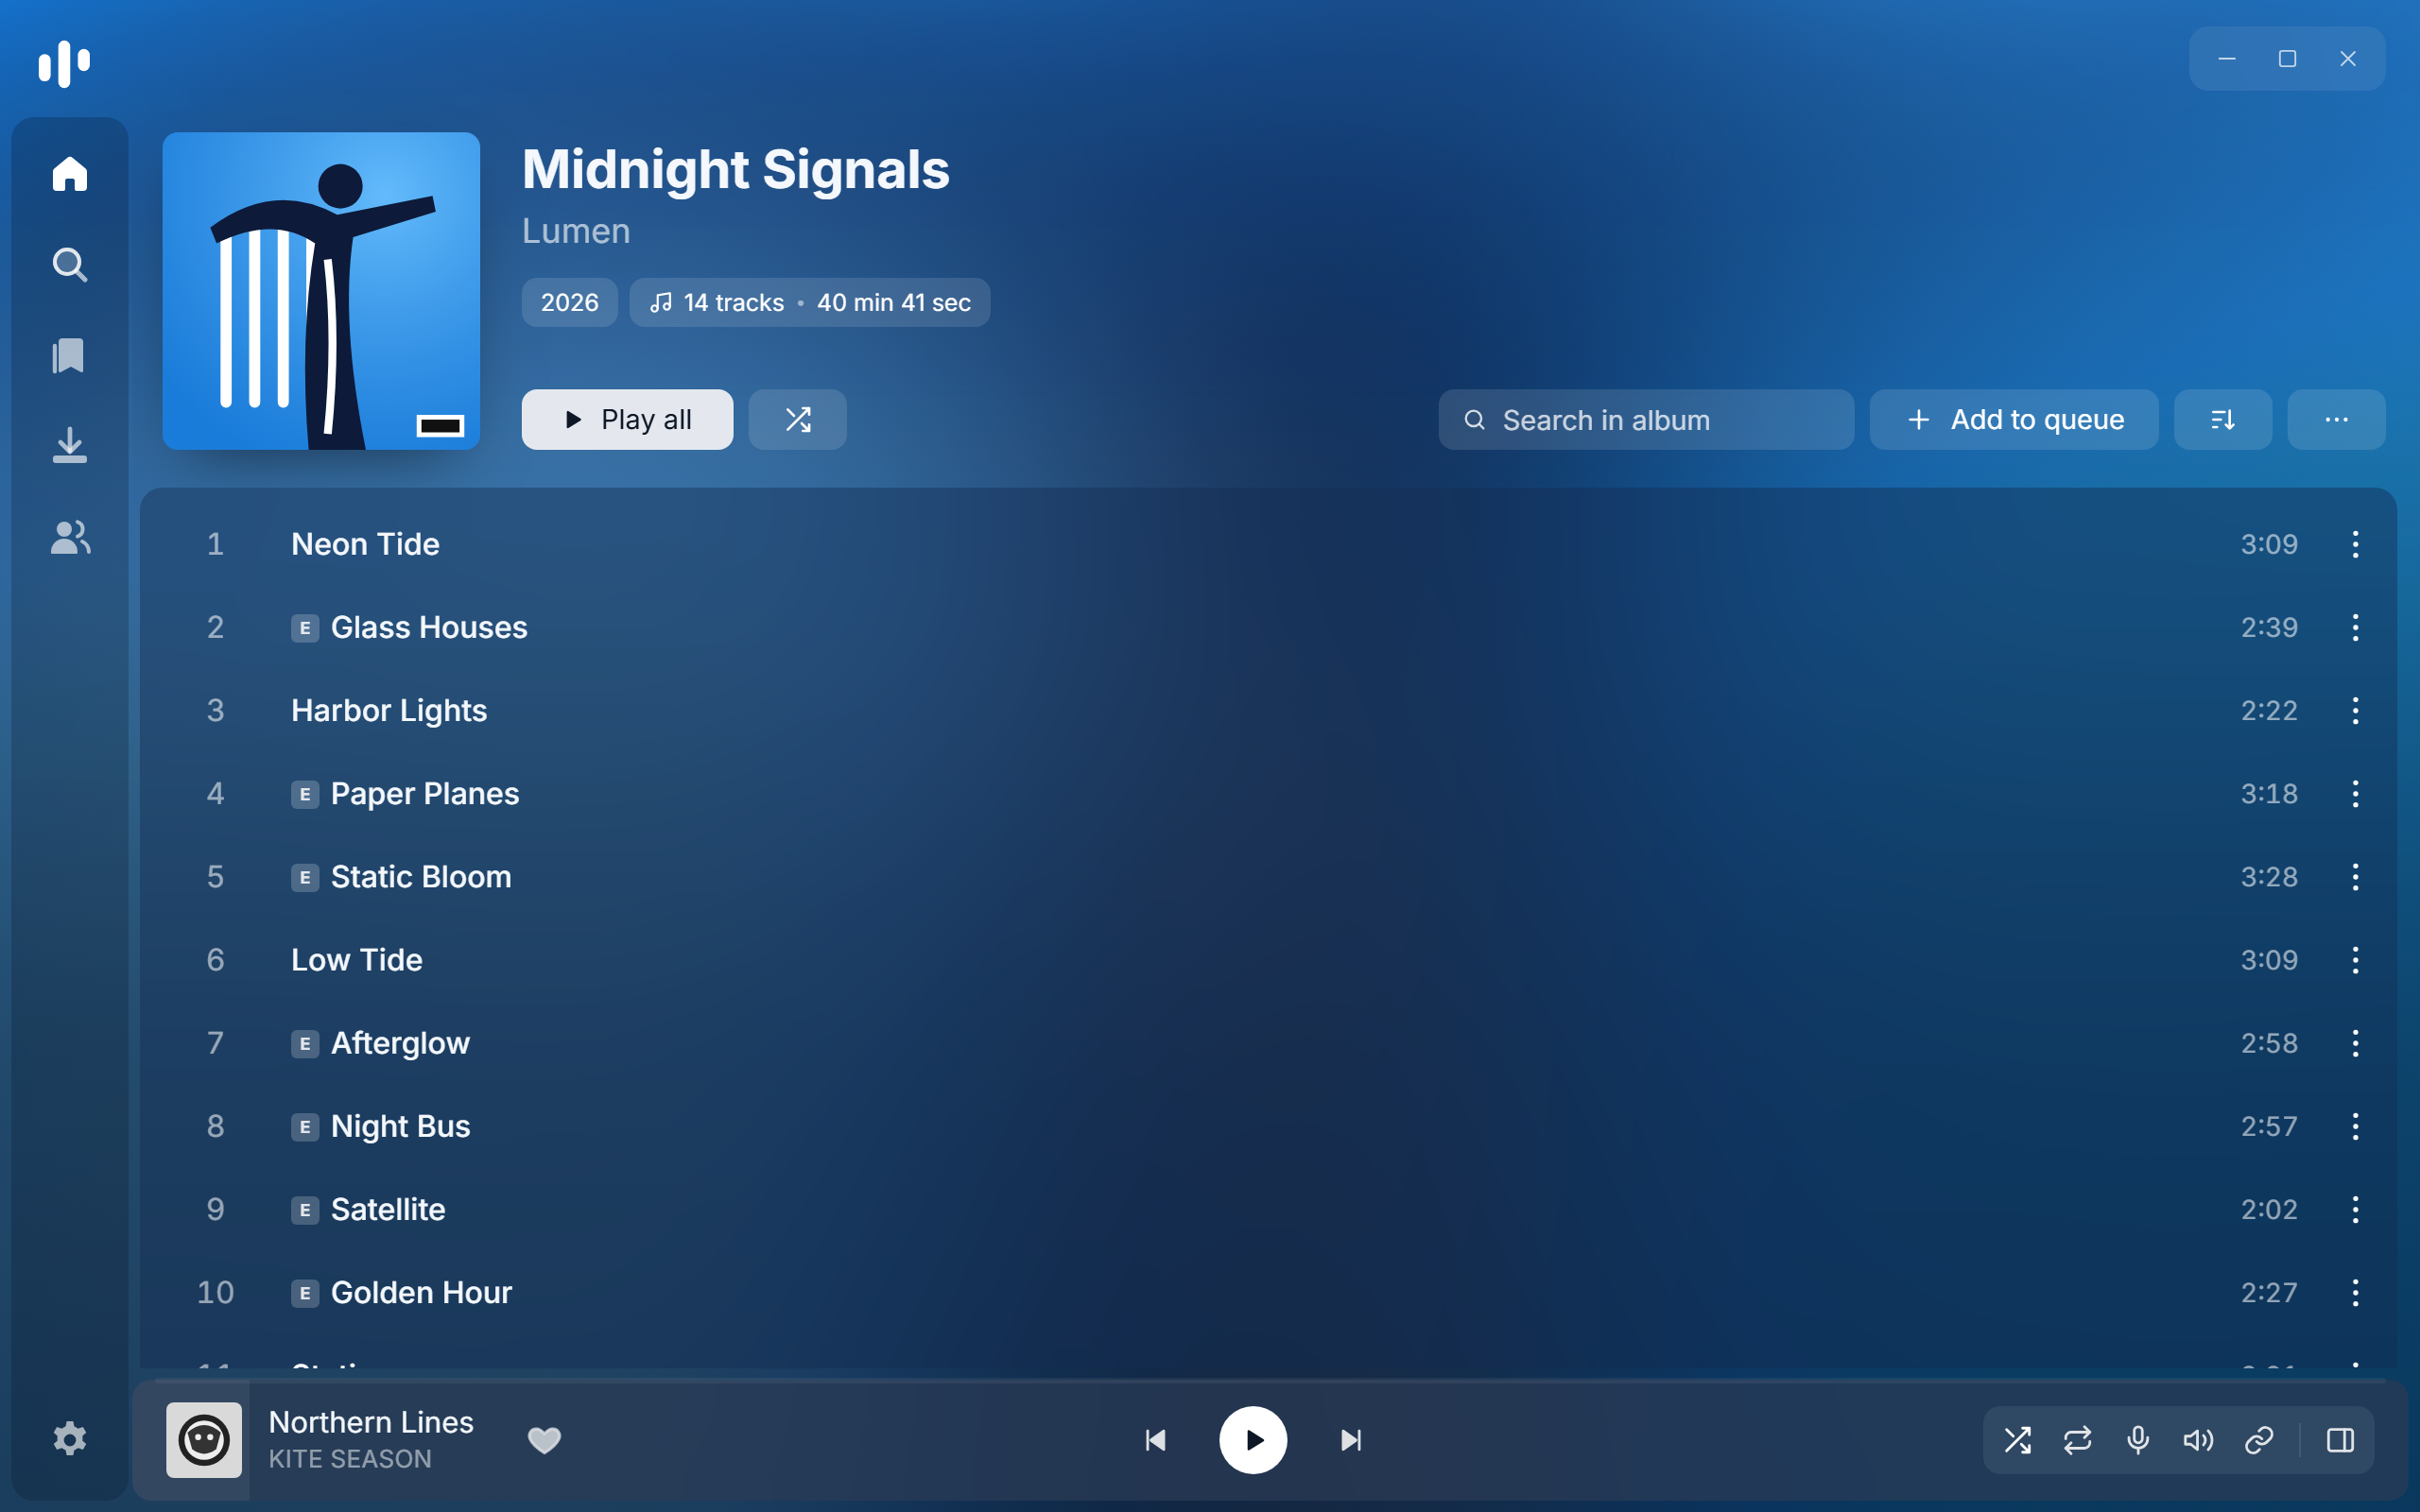 Midnight Signals
Lumen
2026 14 tracks • 40 min 41 sec
Play all Search in album Add to queue
1 Neon Tide 3:09
2 E Glass Houses 2:39
3 Harbor Lights 2:22
4 E Paper Planes 3:18
5 E Static Bloom 3:28
6 Low Tide 3:09
7 E Afterglow 2:58
8 E Night Bus 2:57
9 E Satellite 2:02
10 E Golden Hour 2:27
Northern Lines
KITE SEASON